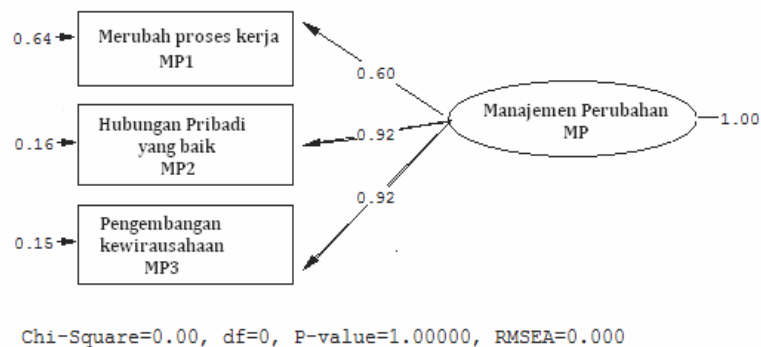 Merubah proses kerja
MP1
0.64
0.60
Manajemen Perubahan
MP
1.00
Hubungan Pribadi
yang baik
MP2
0.16
0.92
0.92
Pengembangan
kewirausahaan
MP3
0.15
Chi-Square=0.00, df=0, P-value=1.00000, RMSEA=0.000